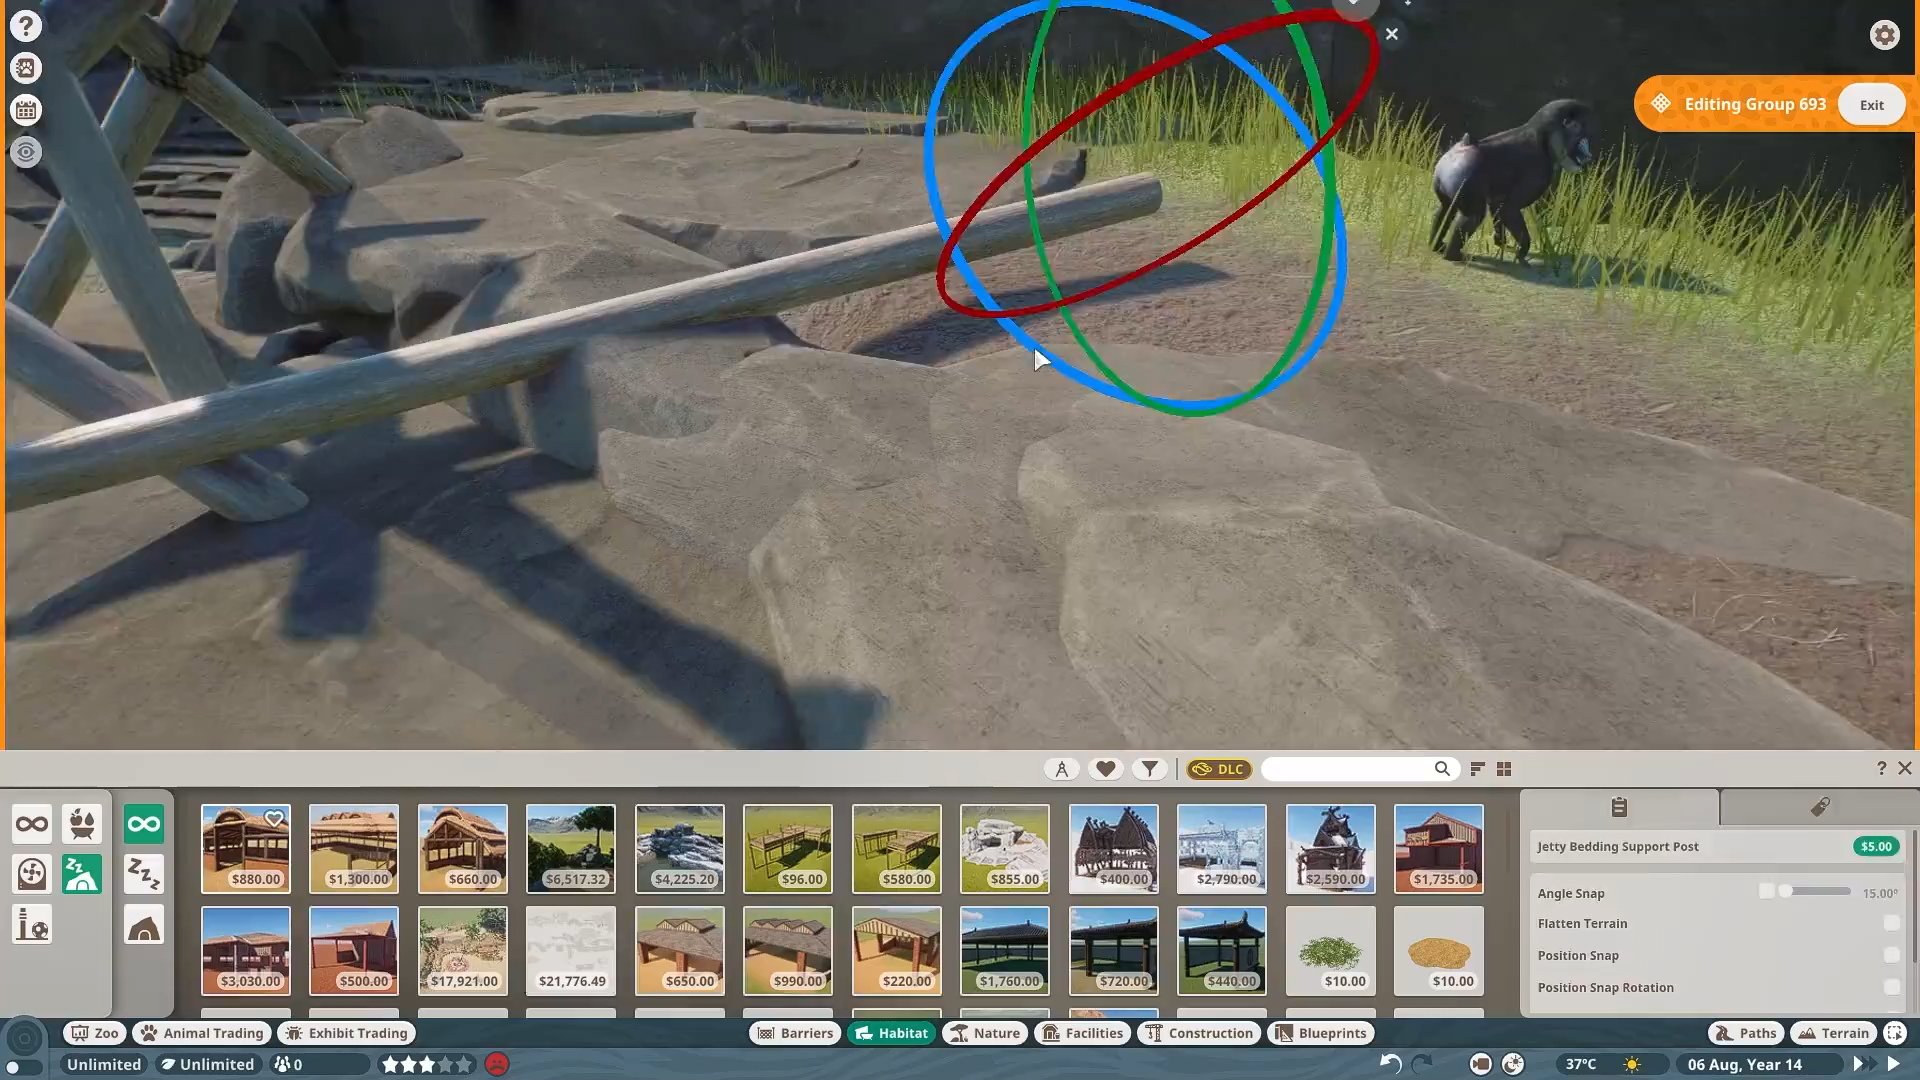 Editing Group 693
Exit
DLC
$880.00
$1,300.00
$660.00
$6,517.32
$4,225.20
$96.00
$580.00
$855.00
$400.00
$2,790.00
$2,590.00
$1,735.00
$3,030.00
$500.00
$17,921.00
$21,776.49
$650.00
$990.00
$220.00
$1,760.00
$720.00
$440.00
$10.00
$10.00
Jetty Bedding Support Post
$5.00
Angle Snap
15.00°
Flatten Terrain
Position Snap
Position Snap Rotation
Zoo
Animal Trading
Exhibit Trading
Barriers
Habitat
Nature
Facilities
Construction
Blueprints
Paths
Terrain
Unlimited
Unlimited
0
37°C
06 Aug, Year 14